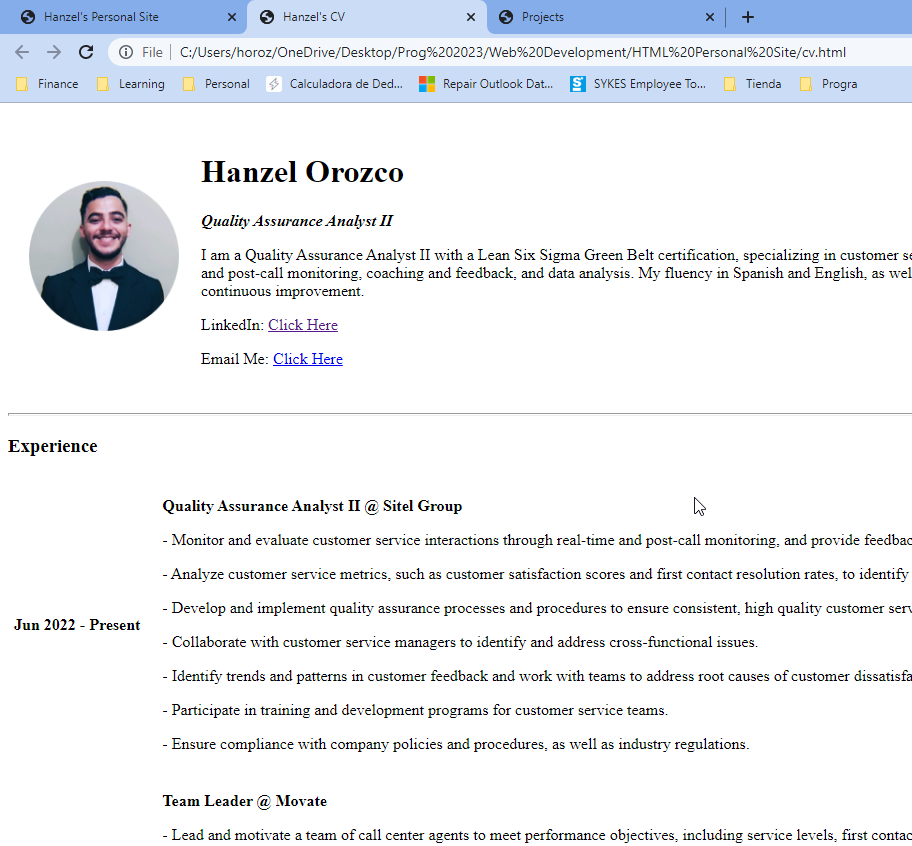 Hanzel's Personal Site
Hanzel's CV
Projects
File C:/Users/horoz/OneDrive/Desktop/Prog%202023/Web%20Development/HTML%20Personal%20Site/cv.html
Finance Learning Personal Calculadora de Ded... Repair Outlook Dat... SYKES Employee To... Tienda Progra
Hanzel Orozco
Quality Assurance Analyst II
I am a Quality Assurance Analyst II with a Lean Six Sigma Green Belt certification, specializing in customer se
and post-call monitoring, coaching and feedback, and data analysis. My fluency in Spanish and English, as wel
continuous improvement.
LinkedIn: Click Here
Email Me: Click Here
Experience
Quality Assurance Analyst II @ Sitel Group
- Monitor and evaluate customer service interactions through real-time and post-call monitoring, and provide feedbac
- Analyze customer service metrics, such as customer satisfaction scores and first contact resolution rates, to identify
- Develop and implement quality assurance processes and procedures to ensure consistent, high quality customer serv
Jun 2022 - Present
- Collaborate with customer service managers to identify and address cross-functional issues.
- Identify trends and patterns in customer feedback and work with teams to address root causes of customer dissatisfa
- Participate in training and development programs for customer service teams.
- Ensure compliance with company policies and procedures, as well as industry regulations.
Team Leader @ Movate
- Lead and motivate a team of call center agents to meet performance objectives, including service levels, first contac